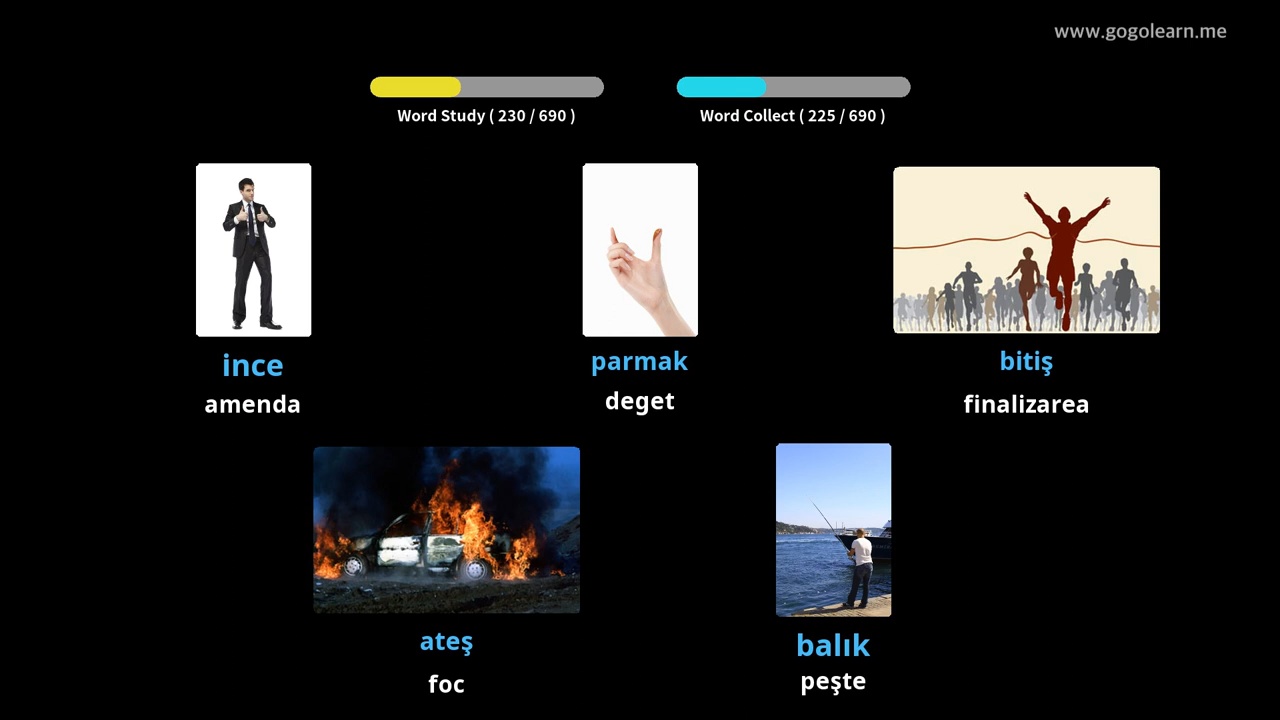 www.gogolearn.me
Word Study ( 230 / 690 )
Word Collect ( 225 / 690 )
ince
amenda
parmak
deget
bitiş
finalizarea
ateş
foc
balık
peşte